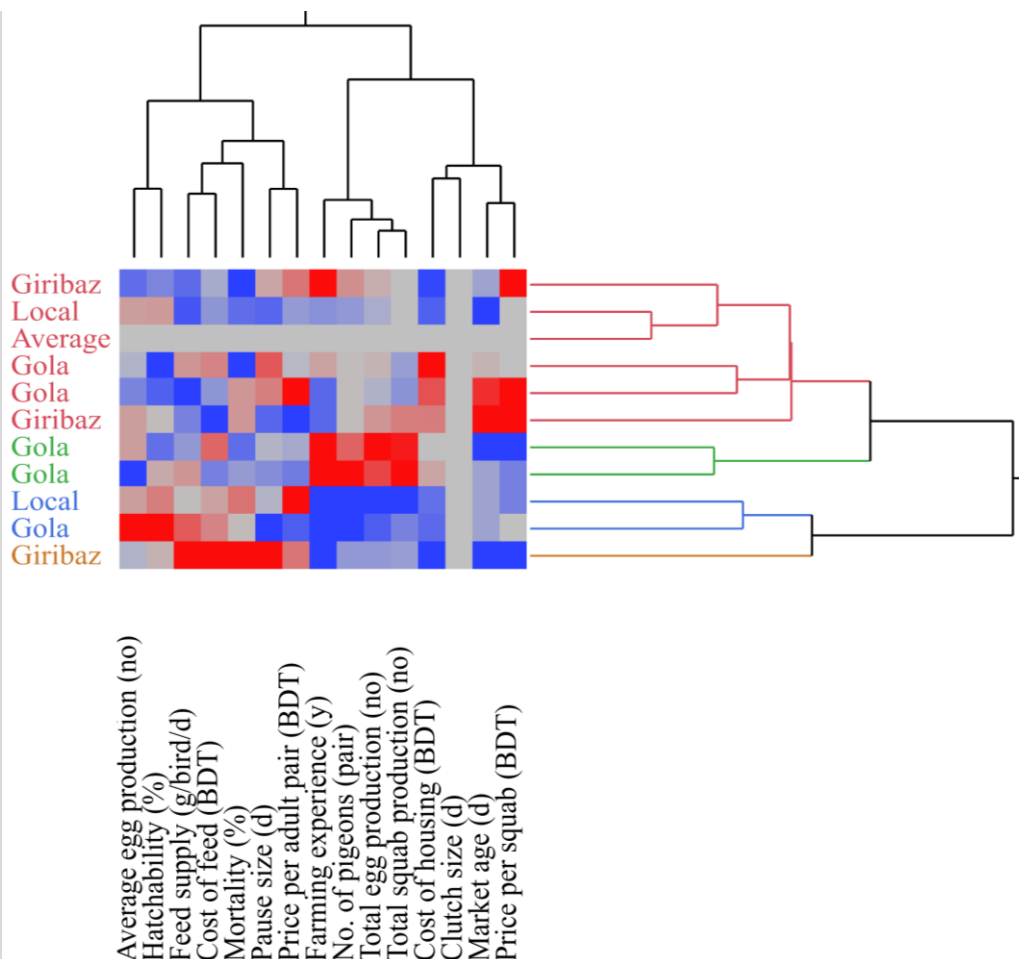 Giribaz
Local
Average
Gola
Gola
Giribaz
Gola
Gola
Local
Gola
Giribaz
Average egg production (no)
Hatchability (%)
Feed supply (g/bird/d)
Cost of feed (BDT)
Mortality (%)
Pause size (d)
Price per adult pair (BDT)
Farming experience (y)
No. of pigeons (pair)
Total egg production (no)
Total squab production (no)
Cost of housing (BDT)
Clutch size (d)
Market age (d)
Price per squab (BDT)